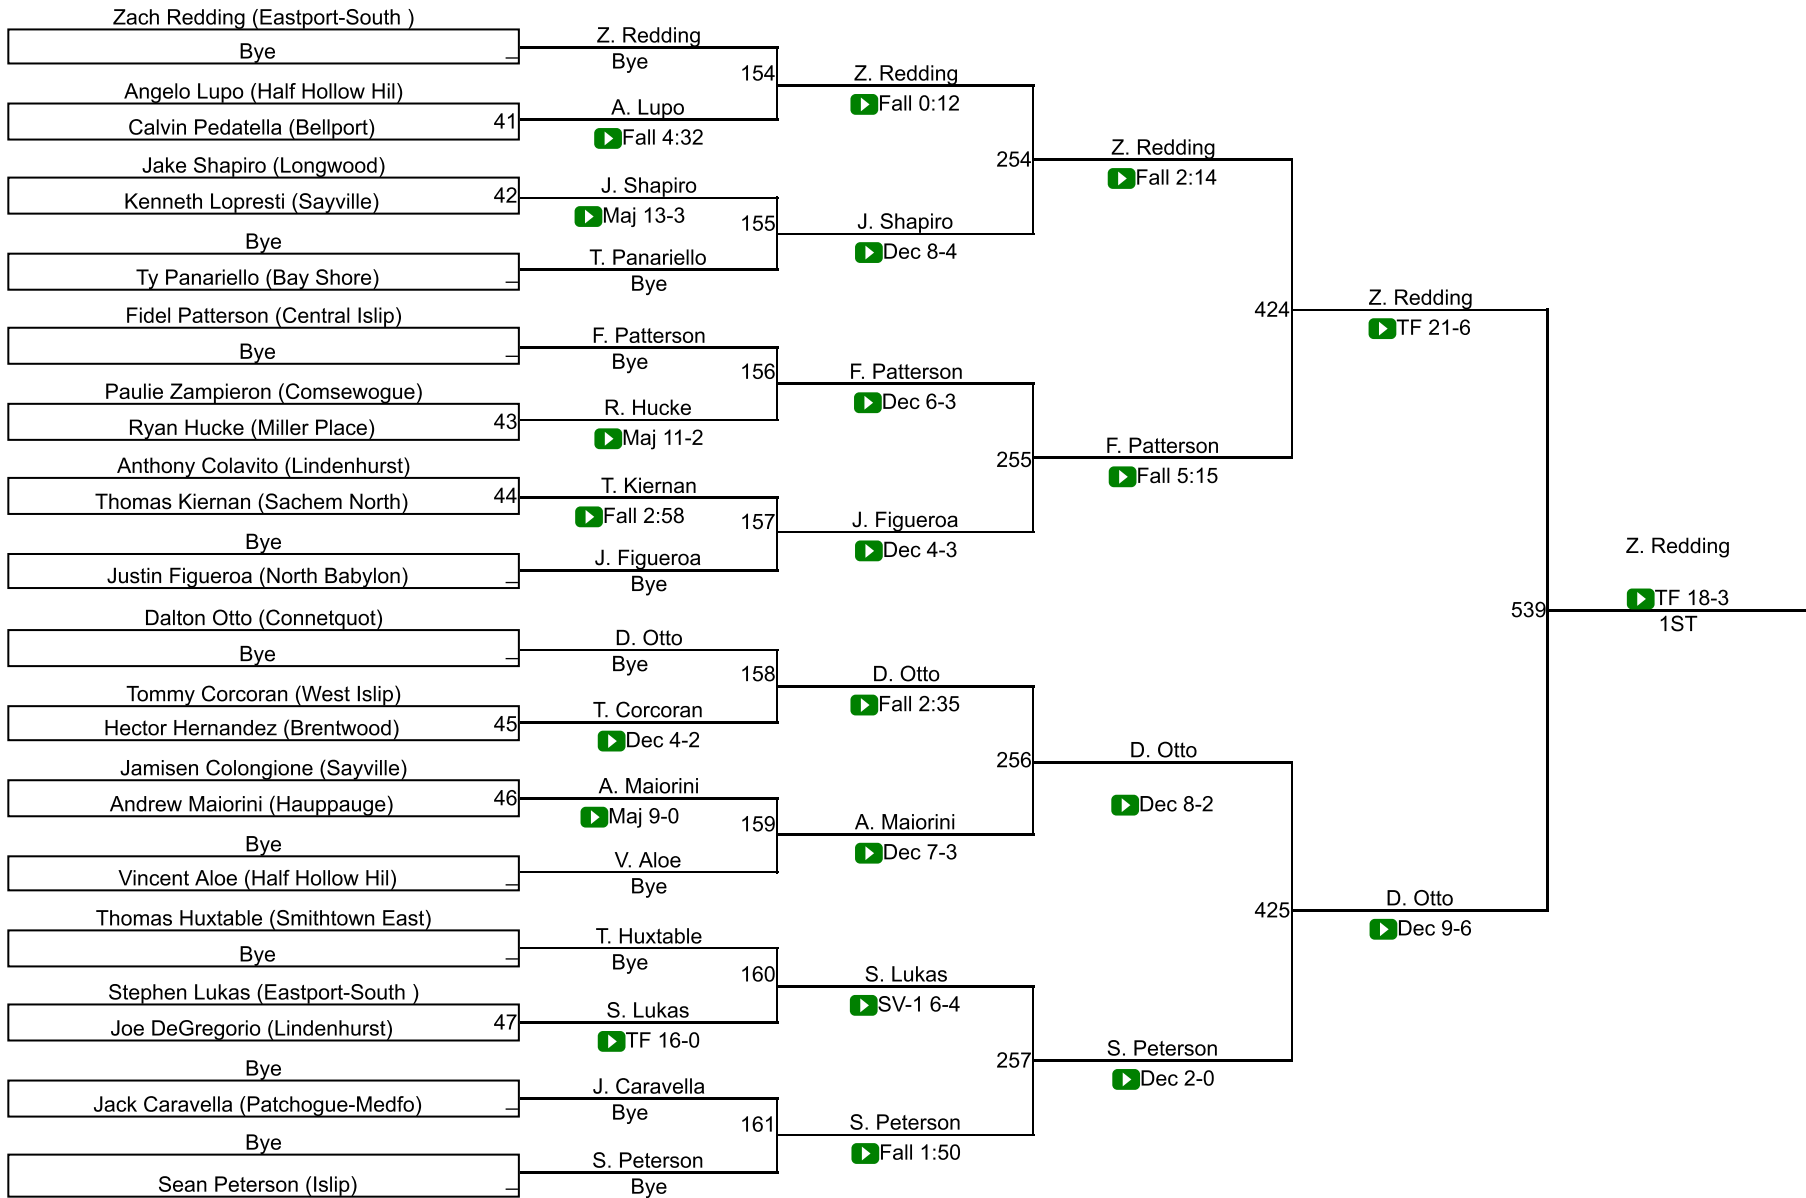 Zach Redding (Eastport-South )
Bye
_
Angelo Lupo (Half Hollow Hil)
Calvin Pedatella (Bellport)
41
Jake Shapiro (Longwood)
Kenneth Lopresti (Sayville)
42
Bye
Ty Panariello (Bay Shore)
_
Fidel Patterson (Central Islip)
Bye
_
Paulie Zampieron (Comsewogue)
Ryan Hucke (Miller Place)
43
Anthony Colavito (Lindenhurst)
Thomas Kiernan (Sachem North)
44
Bye
Justin Figueroa (North Babylon)
_
Dalton Otto (Connetquot)
Bye
_
Tommy Corcoran (West Islip)
Hector Hernandez (Brentwood)
45
Jamisen Colongione (Sayville)
Andrew Maiorini (Hauppauge)
46
Bye
Vincent Aloe (Half Hollow Hil)
_
Thomas Huxtable (Smithtown East)
Bye
_
Stephen Lukas (Eastport-South )
Joe DeGregorio (Lindenhurst)
47
Bye
Jack Caravella (Patchogue-Medfo)
_
Bye
Sean Peterson (Islip)
_
Z. Redding
Bye
154
A. Lupo
Fall 4:32
J. Shapiro
Maj 13-3
155
T. Panariello
Bye
F. Patterson
Bye
156
R. Hucke
Maj 11-2
T. Kiernan
Fall 2:58
157
J. Figueroa
Bye
D. Otto
Bye
158
T. Corcoran
Dec 4-2
A. Maiorini
Maj 9-0
159
V. Aloe
Bye
T. Huxtable
Bye
160
S. Lukas
TF 16-0
J. Caravella
Bye
161
S. Peterson
Bye
Z. Redding
Fall 0:12
254
J. Shapiro
Dec 8-4
F. Patterson
Dec 6-3
255
J. Figueroa
Dec 4-3
D. Otto
Fall 2:35
256
A. Maiorini
Dec 7-3
S. Lukas
SV-1 6-4
257
S. Peterson
Fall 1:50
Z. Redding
Fall 2:14
424
F. Patterson
Fall 5:15
D. Otto
Dec 8-2
425
S. Peterson
Dec 2-0
Z. Redding
TF 21-6
539
D. Otto
Dec 9-6
Z. Redding
TF 18-3
1ST